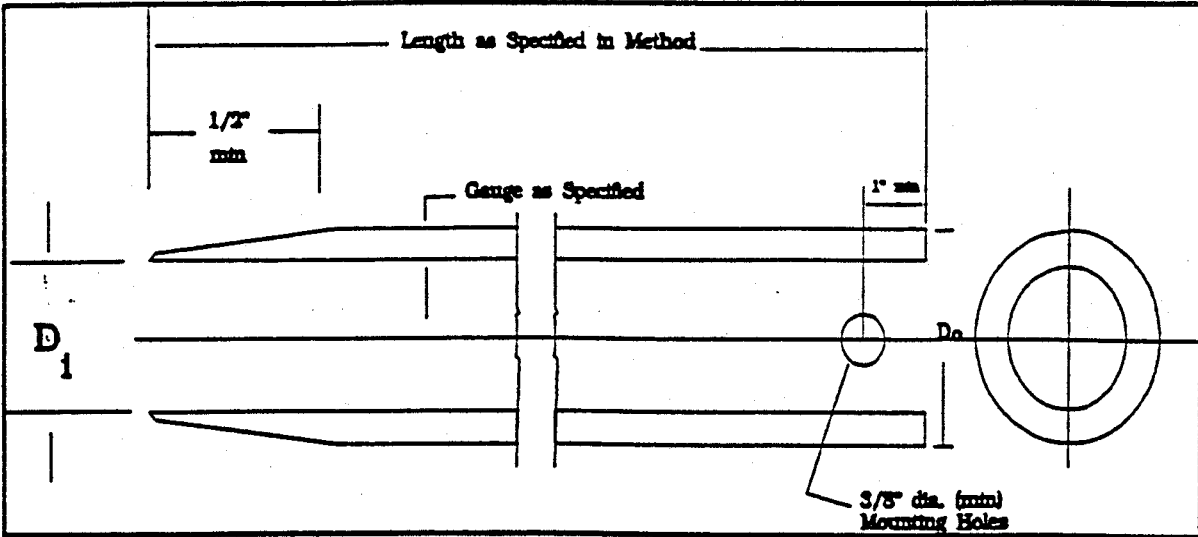 Length as Specified in Method
1/2"
min
Gauge as Specified
1" min
D
i
Do
3/8" dia. (min)
Mounting Holes